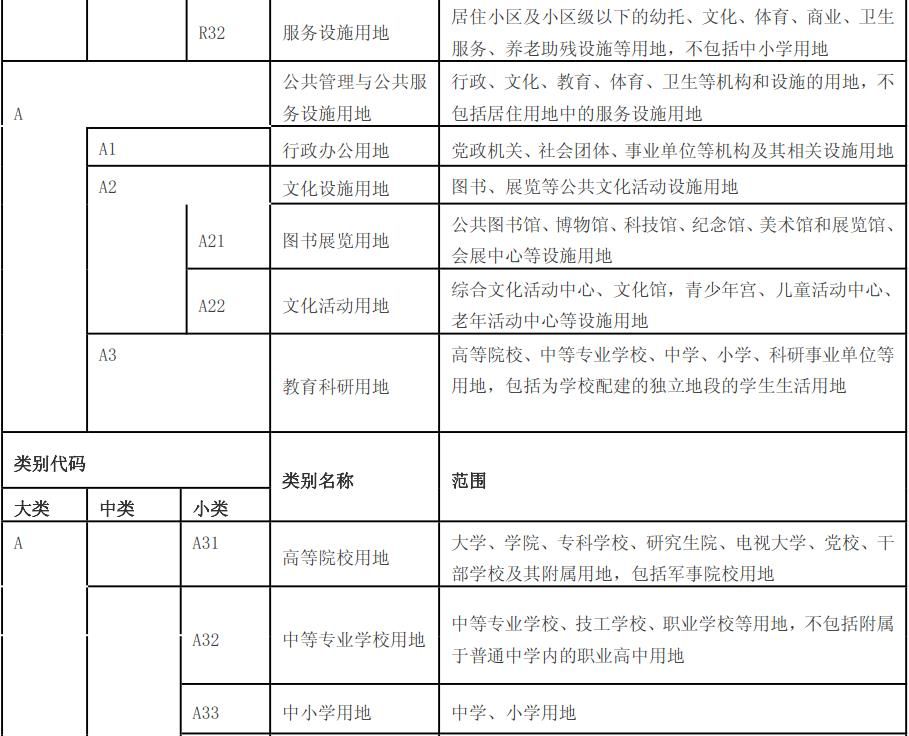 R32 服务设施用地 居住小区及小区级以下的幼托、文化、体育、商业、卫生
服务、养老助残设施等用地，不包括中小学用地
A 公共管理与公共服
务设施用地 行政、文化、教育、体育、卫生等机构和设施的用地，不
包括居住用地中的服务设施用地
A1 行政办公用地 党政机关、社会团体、事业单位等机构及其相关设施用地
A2 文化设施用地 图书、展览等公共文化活动设施用地
A21 图书展览用地 公共图书馆、博物馆、科技馆、纪念馆、美术馆和展览馆、
会展中心等设施用地
A22 文化活动用地 综合文化活动中心、文化馆，青少年宫、儿童活动中心、
老年活动中心等设施用地
A3 教育科研用地 高等院校、中等专业学校、中学、小学、科研事业单位等
用地，包括为学校配建的独立地段的学生生活用地
类别代码 类别名称 范围
大类 中类 小类
A A31 高等院校用地 大学、学院、专科学校、研究生院、电视大学、党校、干
部学校及其附属用地，包括军事院校用地
A32 中等专业学校用地 中等专业学校、技工学校、职业学校等用地，不包括附属
于普通中学内的职业高中用地
A33 中小学用地 中学、小学用地